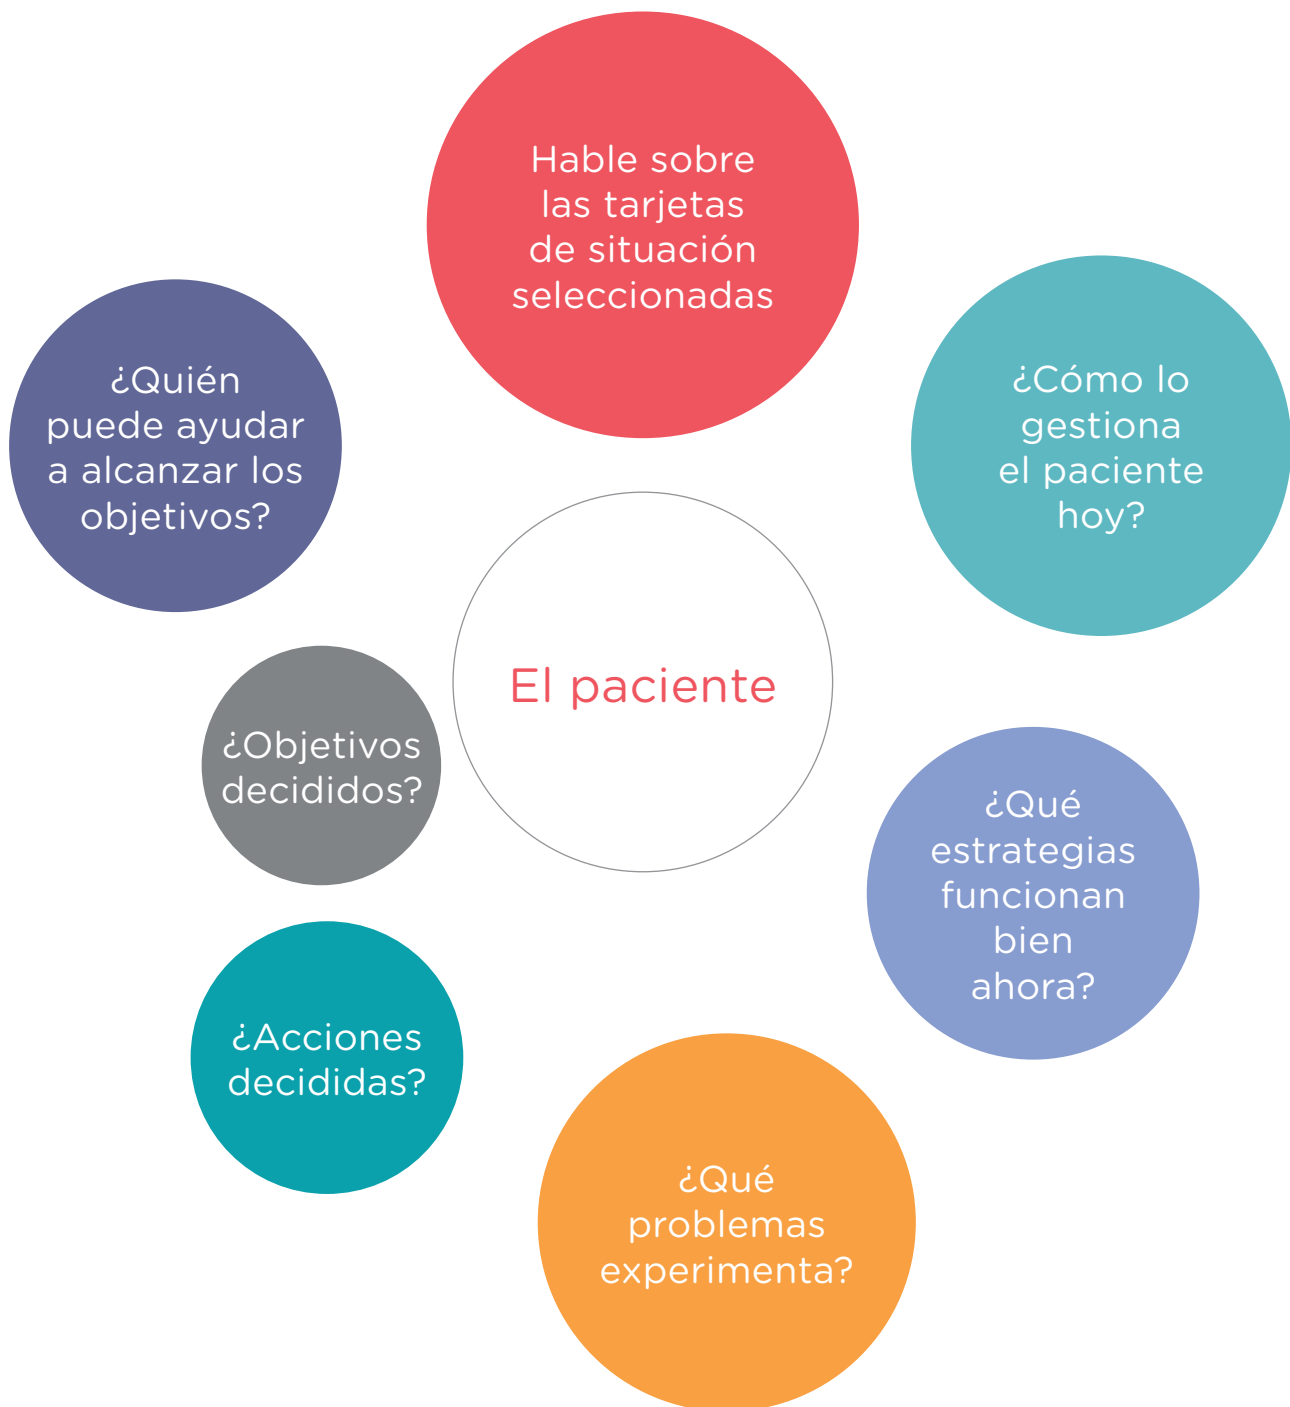 Hable sobre
las tarjetas
de situación
seleccionadas
¿Cómo lo
gestiona
el paciente
hoy?
¿Qué
estrategias
funcionan
bien
ahora?
¿Qué
problemas
experimenta?
¿Acciones
decididas?
¿Objetivos
decididos?
¿Quién
puede ayudar
a alcanzar los
objetivos?
El paciente